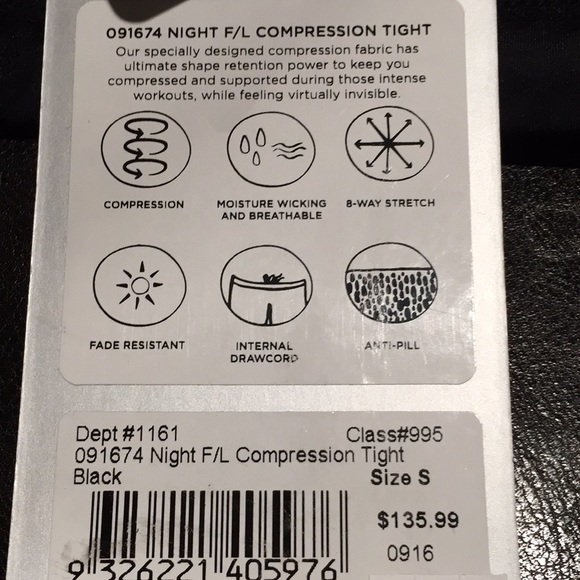 091674 NIGHT F/L COMPRESSION TIGHT
Our specially designed compression fabric has
ultimate shape retention power to keep you
compressed and supported during those intense
workouts, while feeling virtually invisible.
COMPRESSION
MOISTURE WICKING
AND BREATHABLE
8-WAY STRETCH
FADE RESISTANT
INTERNAL
DRAWCORD
ANTI-PILL
Dept #1161 Class#995
091674 Night F/L Compression Tight
Black Size S
$135.99
0916
9 326221 405976